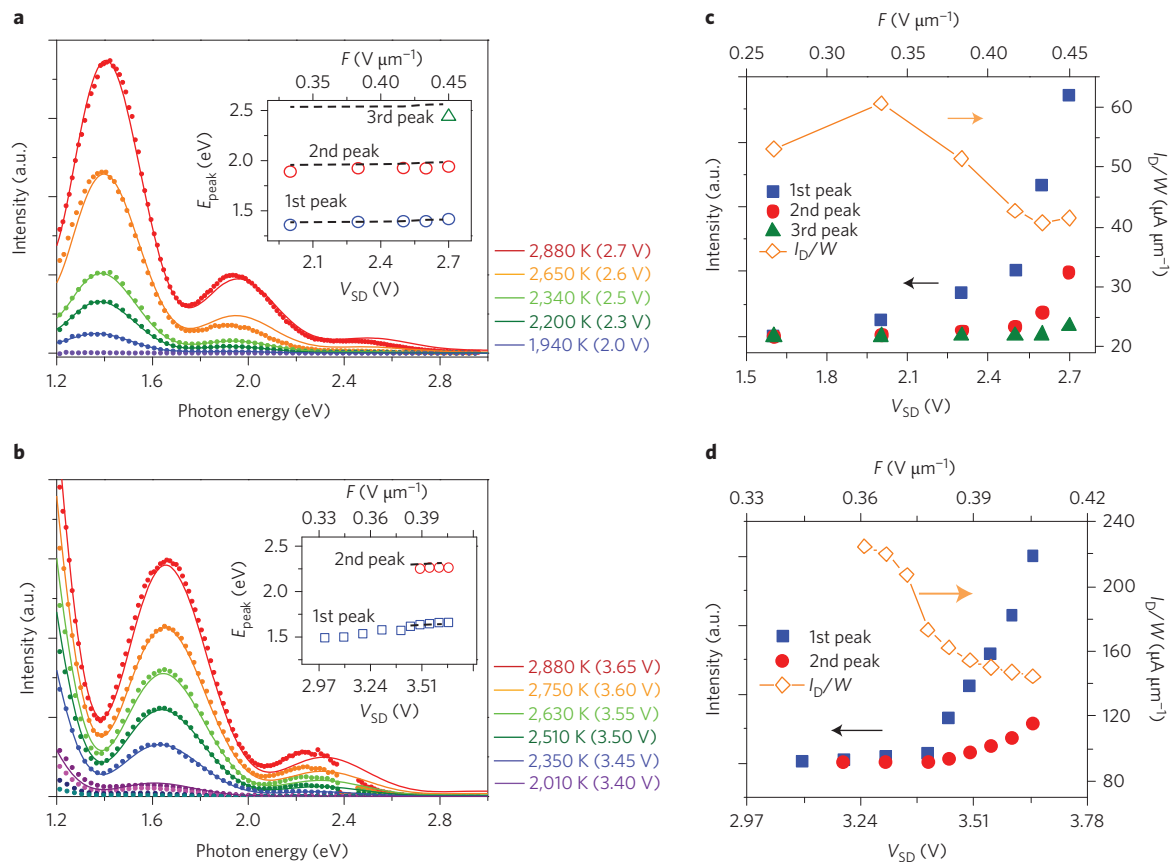 a
F (V μm⁻¹)
0.35 0.40 0.45
2.5
2.0
1.5
E_peak (eV)
3rd peak
2nd peak
1st peak
2.1 2.4 2.7
V_SD (V)
Intensity (a.u.)
2,880 K (2.7 V)
2,650 K (2.6 V)
2,340 K (2.5 V)
2,200 K (2.3 V)
1,940 K (2.0 V)
1.2 1.6 2.0 2.4 2.8
Photon energy (eV)
b
F (V μm⁻¹)
0.33 0.36 0.39
2.5
2.0
1.5
E_peak (eV)
2nd peak
1st peak
2.97 3.24 3.51
V_SD (V)
Intensity (a.u.)
2,880 K (3.65 V)
2,750 K (3.60 V)
2,630 K (3.55 V)
2,510 K (3.50 V)
2,350 K (3.45 V)
2,010 K (3.40 V)
1.2 1.6 2.0 2.4 2.8
Photon energy (eV)
c
F (V μm⁻¹)
0.25 0.30 0.35 0.40 0.45
60
50
40
30
20
I_D/W (μA μm⁻¹)
Intensity (a.u.)
1st peak
2nd peak
3rd peak
I_D/W
1.5 1.8 2.1 2.4 2.7
V_SD (V)
d
F (V μm⁻¹)
0.33 0.36 0.39 0.42
240
200
160
120
80
I_D/W (μA μm⁻¹)
Intensity (a.u.)
1st peak
2nd peak
I_D/W
2.97 3.24 3.51 3.78
V_SD (V)